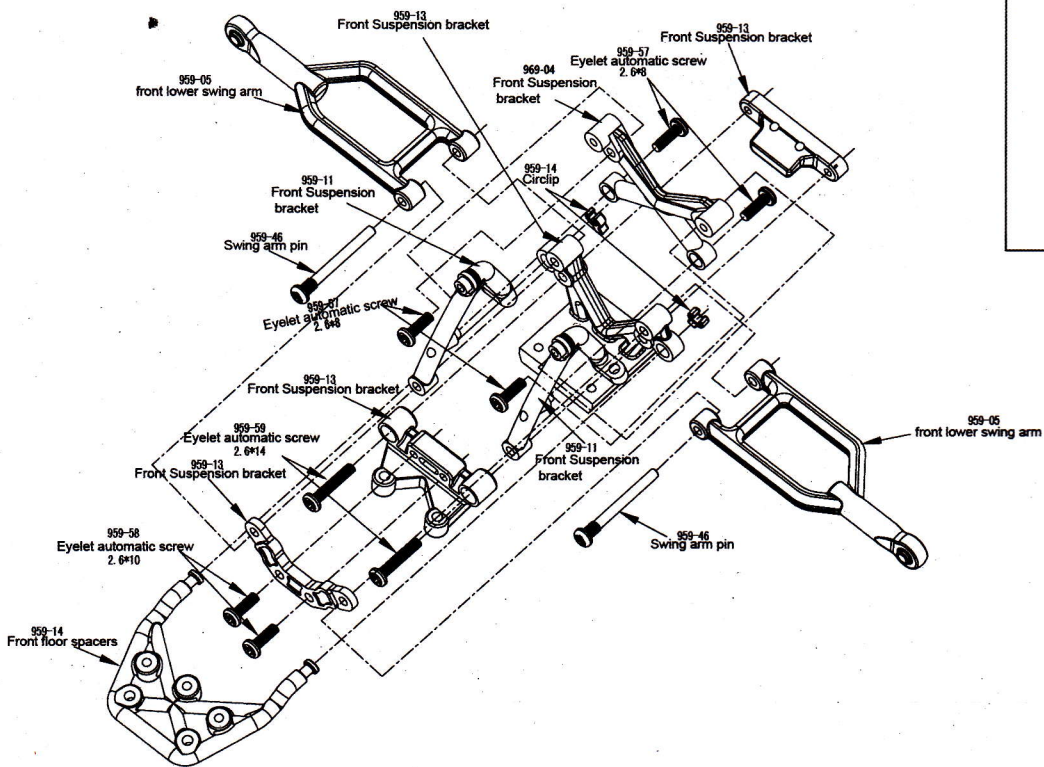 959-13
Front Suspension bracket
959-13
Front Suspension bracket
959-57
Eyelet automatic screw
2.6*8
969-04
Front Suspension
bracket
959-05
front lower swing arm
959-14
Circlip
959-11
Front Suspension
bracket
959-46
Swing arm pin
959-57
Eyelet automatic screw
2.6*8
959-13
Front Suspension bracket
959-59
Eyelet automatic screw
2.6*14
959-13
Front Suspension bracket
959-05
front lower swing arm
959-11
Front Suspension
bracket
959-58
Eyelet automatic screw
2.6*10
959-46
Swing arm pin
959-14
Front floor spacers